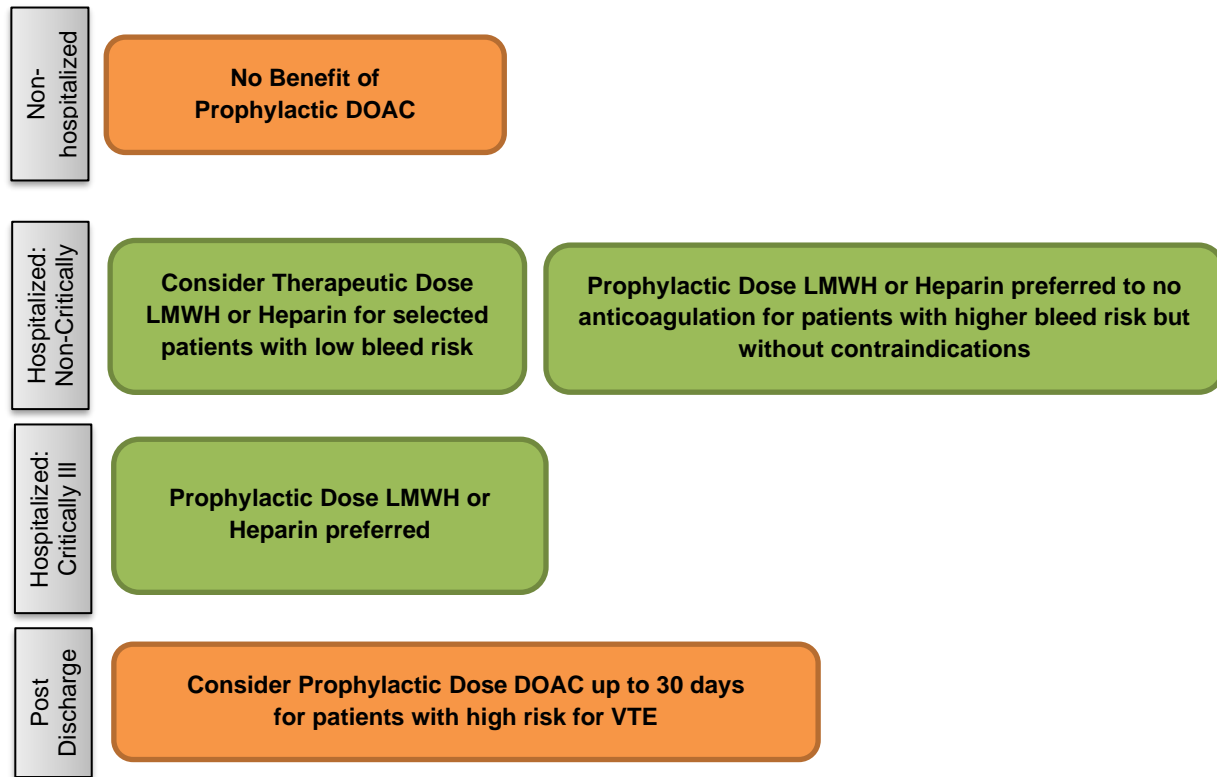 Non-
hospitalized
No Benefit of
Prophylactic DOAC
Hospitalized:
Non-Critically
Consider Therapeutic Dose
LMWH or Heparin for selected
patients with low bleed risk
Prophylactic Dose LMWH or Heparin preferred to no
anticoagulation for patients with higher bleed risk but
without contraindications
Hospitalized:
Critically Ill
Prophylactic Dose LMWH or
Heparin preferred
Post
Discharge
Consider Prophylactic Dose DOAC up to 30 days
for patients with high risk for VTE